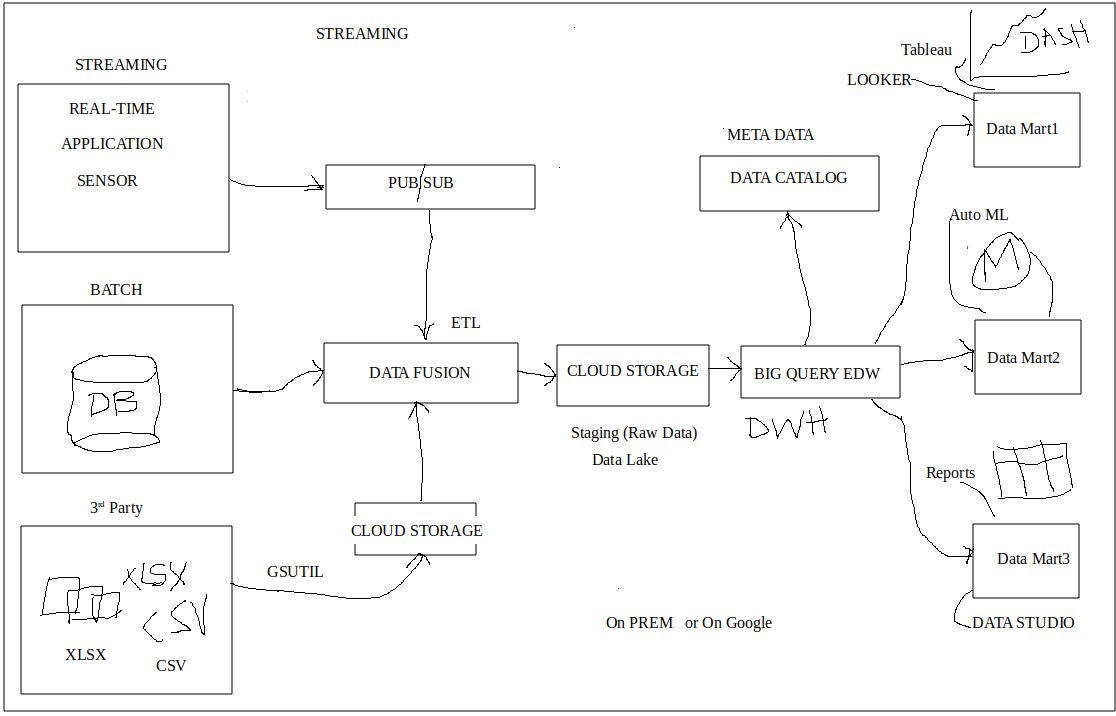 STREAMING
STREAMING
REAL-TIME
APPLICATION
SENSOR
PUB/SUB
BATCH
DB
ETL
DATA FUSION
3rd Party
XLSX
CSV
XLSX
CSV
GSUTIL
CLOUD STORAGE
CLOUD STORAGE
Staging (Raw Data)
Data Lake
META DATA
DATA CATALOG
BIG QUERY EDW
DWH
Tableau
DASH
LOOKER
Data Mart1
Auto ML
M
Data Mart2
Reports
Data Mart3
DATA STUDIO
On PREM or On Google